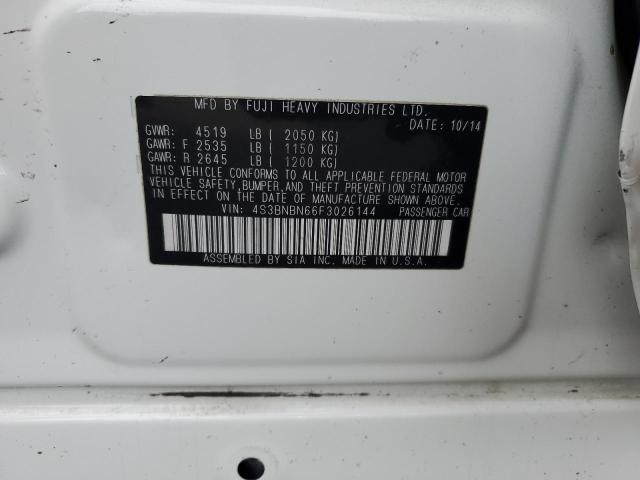 MFD BY FUJI HEAVY INDUSTRIES LTD.
DATE: 10/14
GVWR: 4519 LB ( 2050 KG)
GAWR: F 2535 LB ( 1150 KG)
GAWR: R 2645 LB ( 1200 KG)
THIS VEHICLE CONFORMS TO ALL APPLICABLE FEDERAL MOTOR
VEHICLE SAFETY, BUMPER, AND THEFT PREVENTION STANDARDS
IN EFFECT ON THE DATE OF MANUFACTURE SHOWN ABOVE.
VIN: 4S3BNBN66F3026144 PASSENGER CAR
ASSEMBLED BY SIA INC. MADE IN U.S.A.